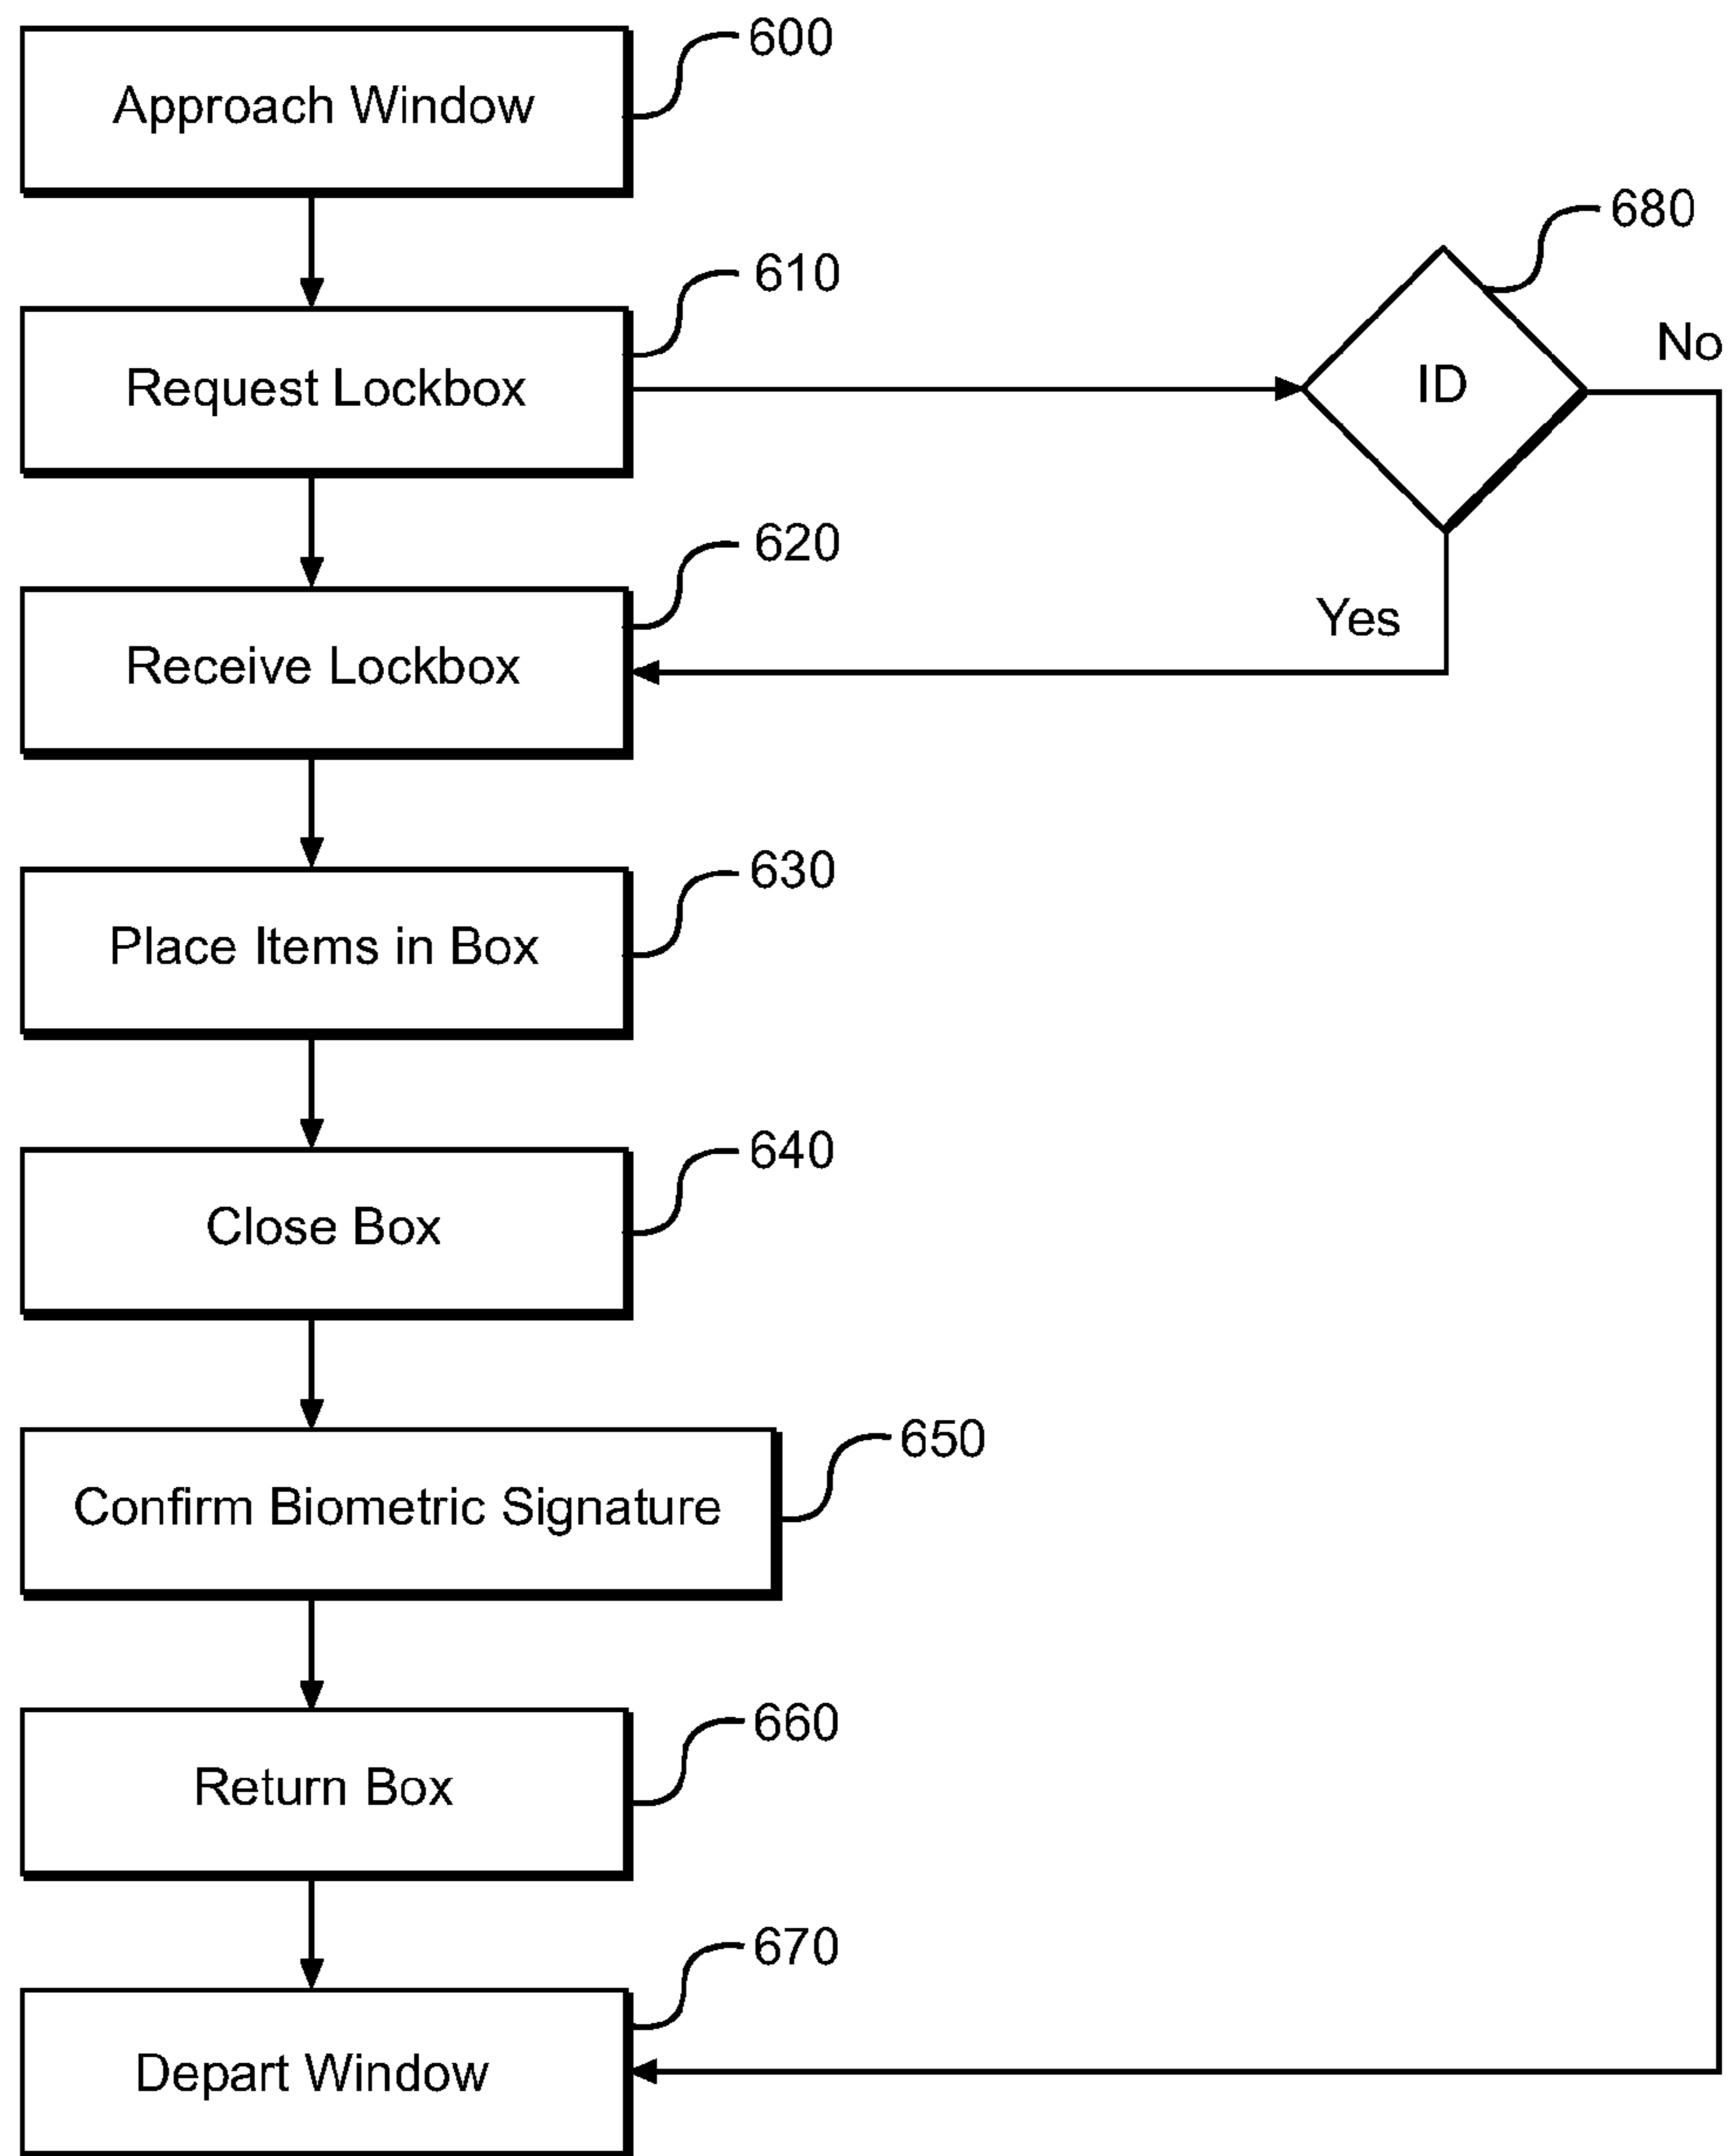 600
Approach Window
680
610
No
Request Lockbox
ID
620
Yes
Receive Lockbox
630
Place Items in Box
640
Close Box
650
Confirm Biometric Signature
660
Return Box
670
Depart Window